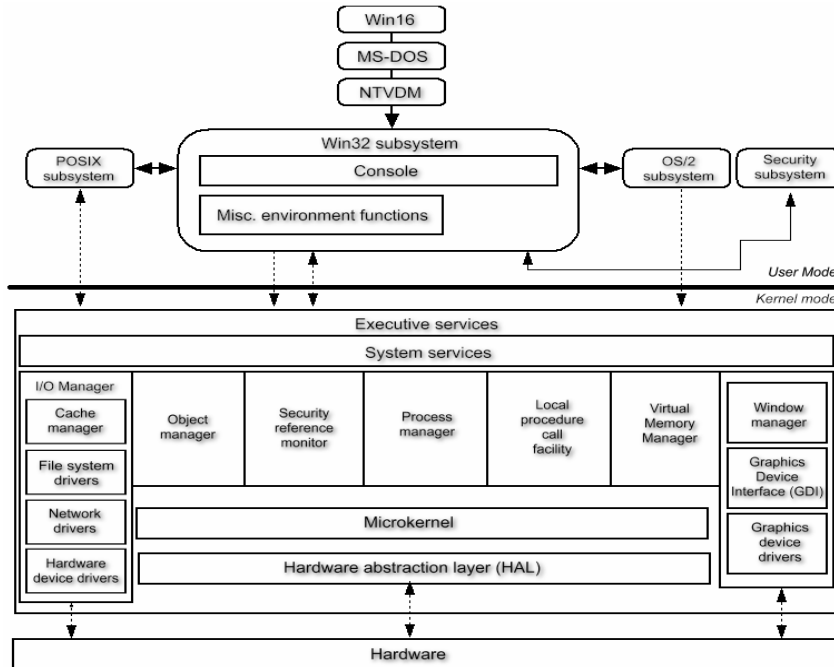 Win16
MS-DOS
NTVDM
Win32 subsystem
Console
Misc. environment functions
POSIX
subsystem
OS/2
subsystem
Security
subsystem
User Mode
Kernel mode
Executive services
System services
I/O Manager
Cache
manager
File system
drivers
Network
drivers
Hardware
device drivers
Object
manager
Security
reference
monitor
Process
manager
Local
procedure
call
facility
Virtual
Memory
Manager
Window
manager
Graphics
Device
Interface (GDI)
Graphics
device
drivers
Microkernel
Hardware abstraction layer (HAL)
Hardware